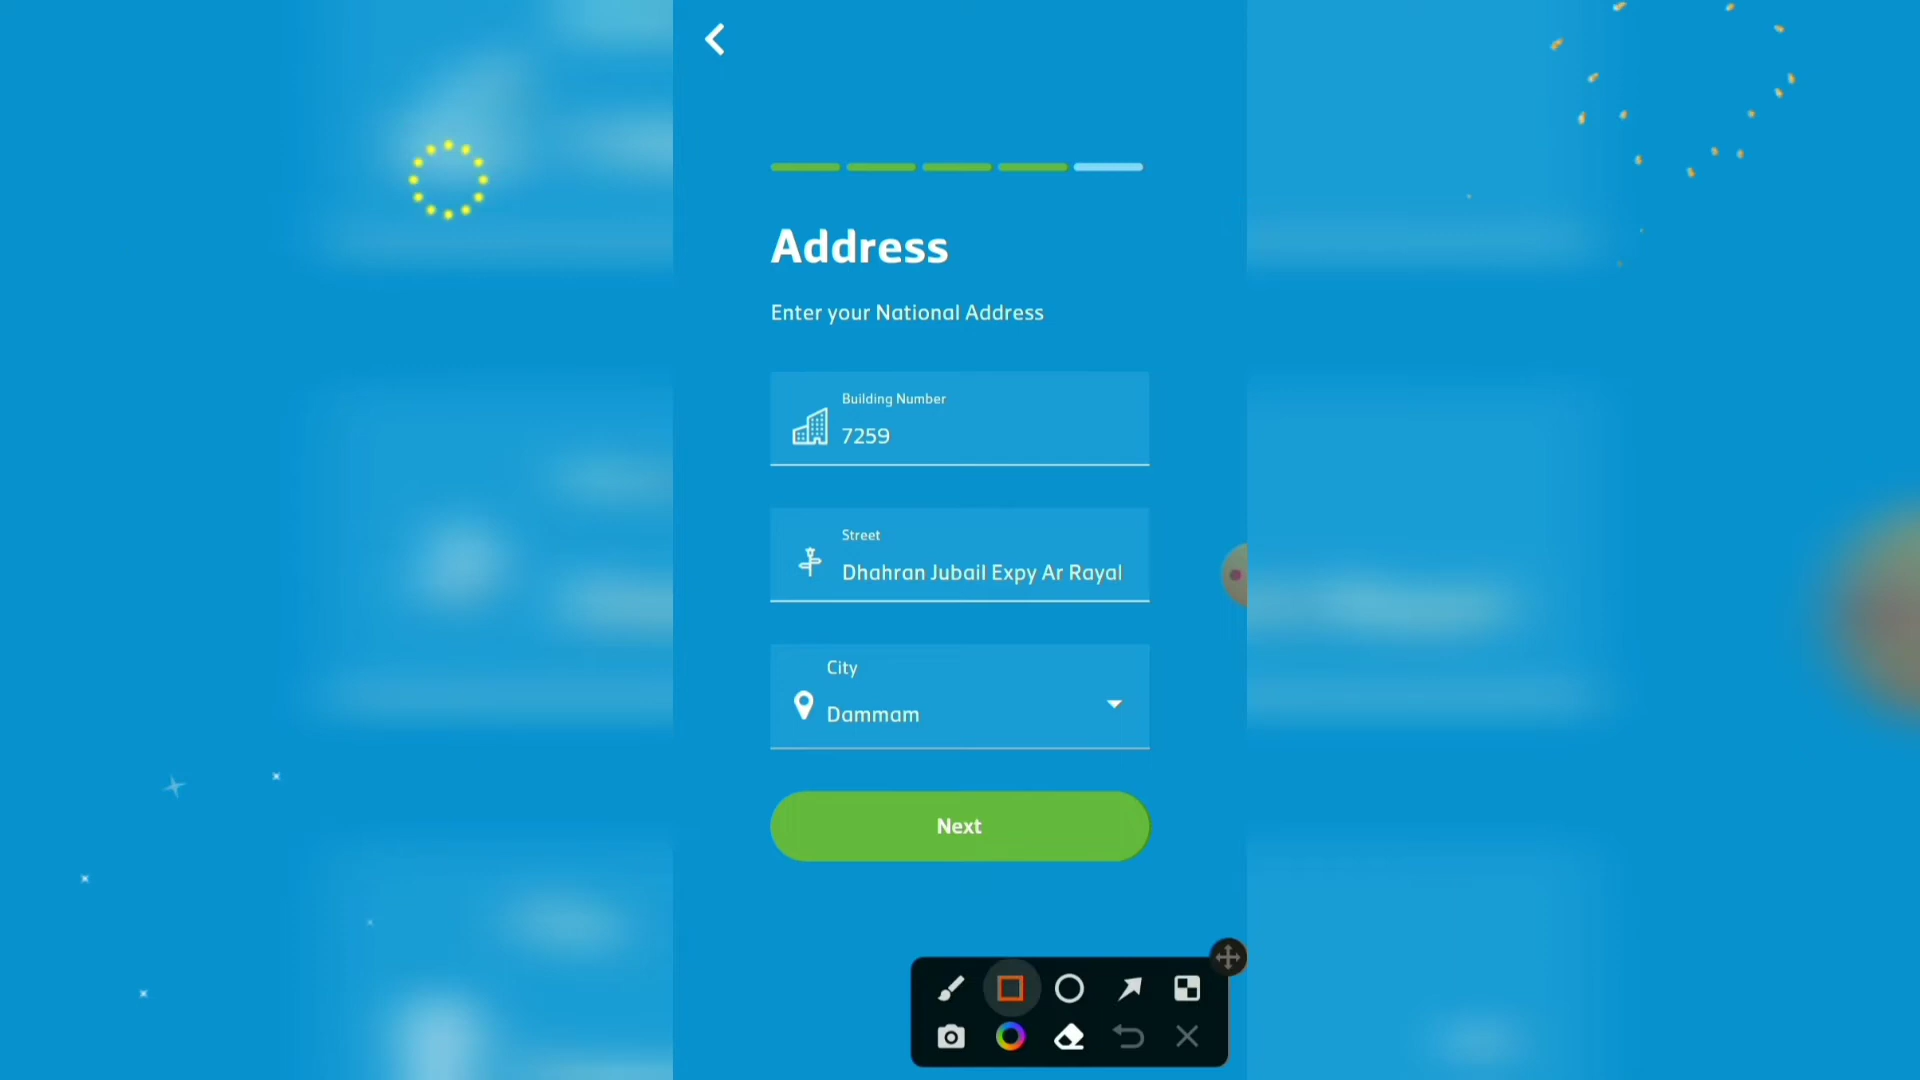 Address
Enter your National Address
Building Number
7259
Street
Dhahran Jubail Expy Ar Rayal
City
Dammam
Next